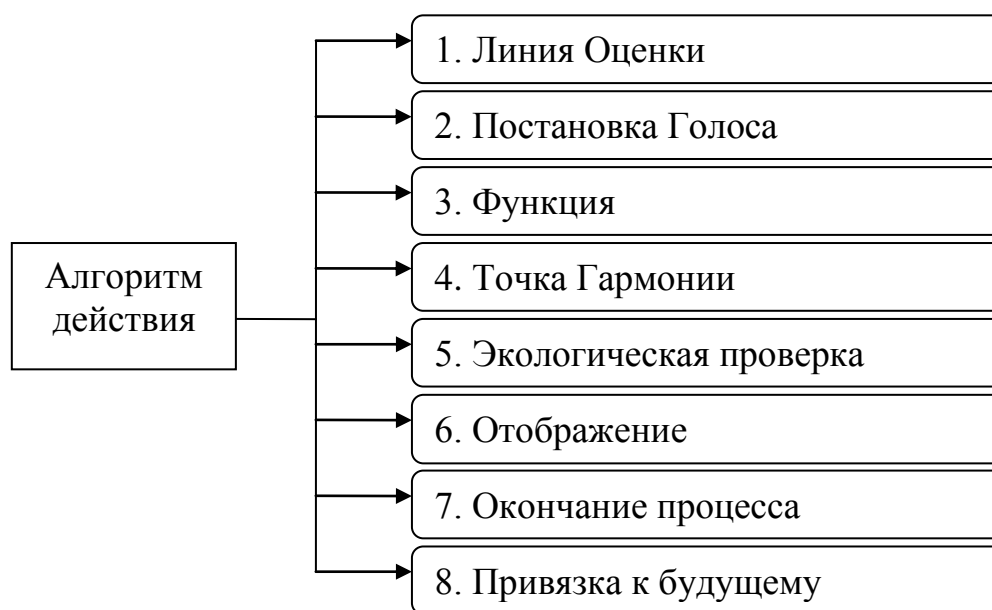 Алгоритм
действия
1. Линия Оценки
2. Постановка Голоса
3. Функция
4. Точка Гармонии
5. Экологическая проверка
6. Отображение
7. Окончание процесса
8. Привязка к будущему